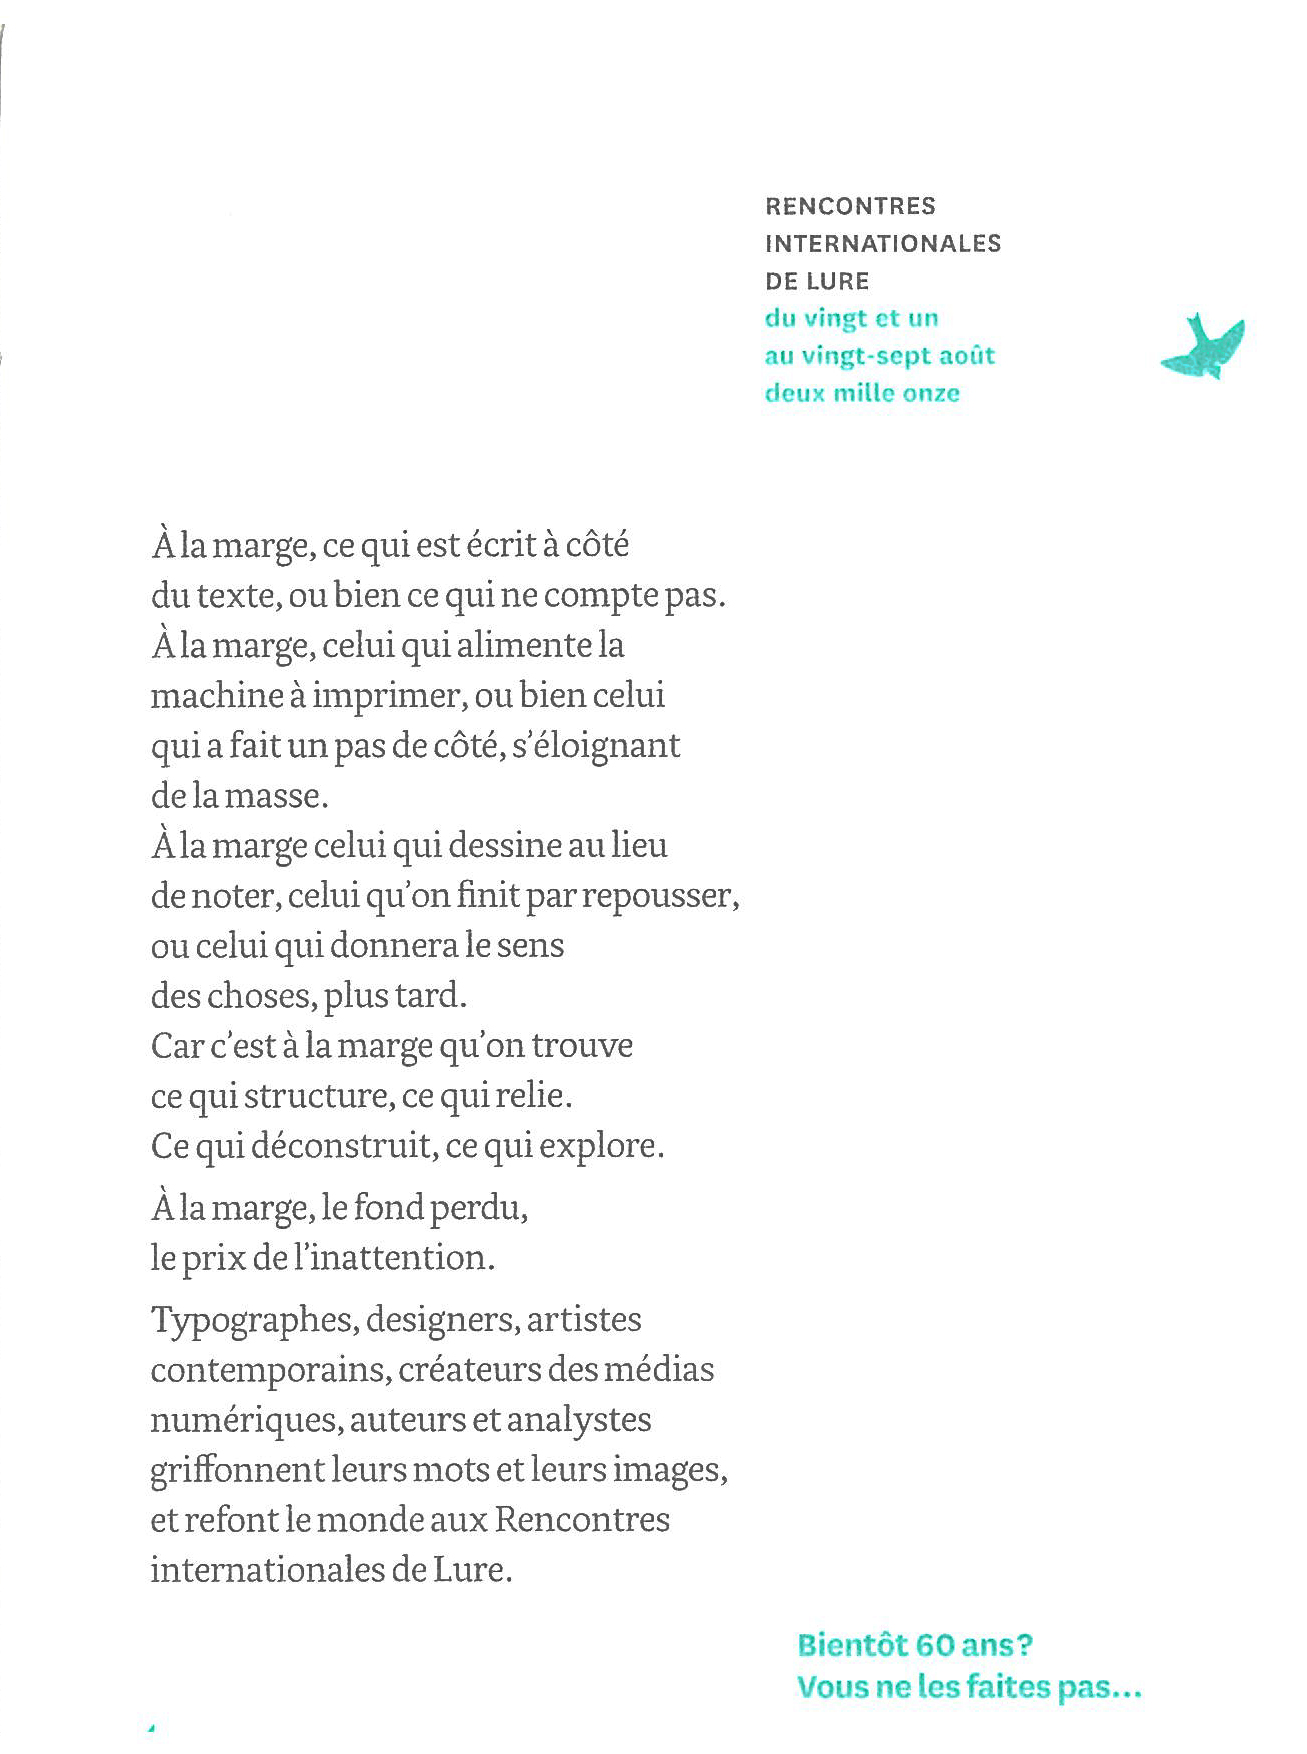 RENCONTRES
INTERNATIONALES
DE LURE
du vingt et un
au vingt-sept août
deux mille onze
À la marge, ce qui est écrit à côté
du texte, ou bien ce qui ne compte pas.
À la marge, celui qui alimente la
machine à imprimer, ou bien celui
qui a fait un pas de côté, s’éloignant
de la masse.
À la marge celui qui dessine au lieu
de noter, celui qu’on finit par repousser,
ou celui qui donnera le sens
des choses, plus tard.
Car c’est à la marge qu’on trouve
ce qui structure, ce qui relie.
Ce qui déconstruit, ce qui explore.
À la marge, le fond perdu,
le prix de l’inattention.
Typographes, designers, artistes
contemporains, créateurs des médias
numériques, auteurs et analystes
griffonnent leurs mots et leurs images,
et refont le monde aux Rencontres
internationales de Lure.
Bientôt 60 ans?
Vous ne les faites pas...